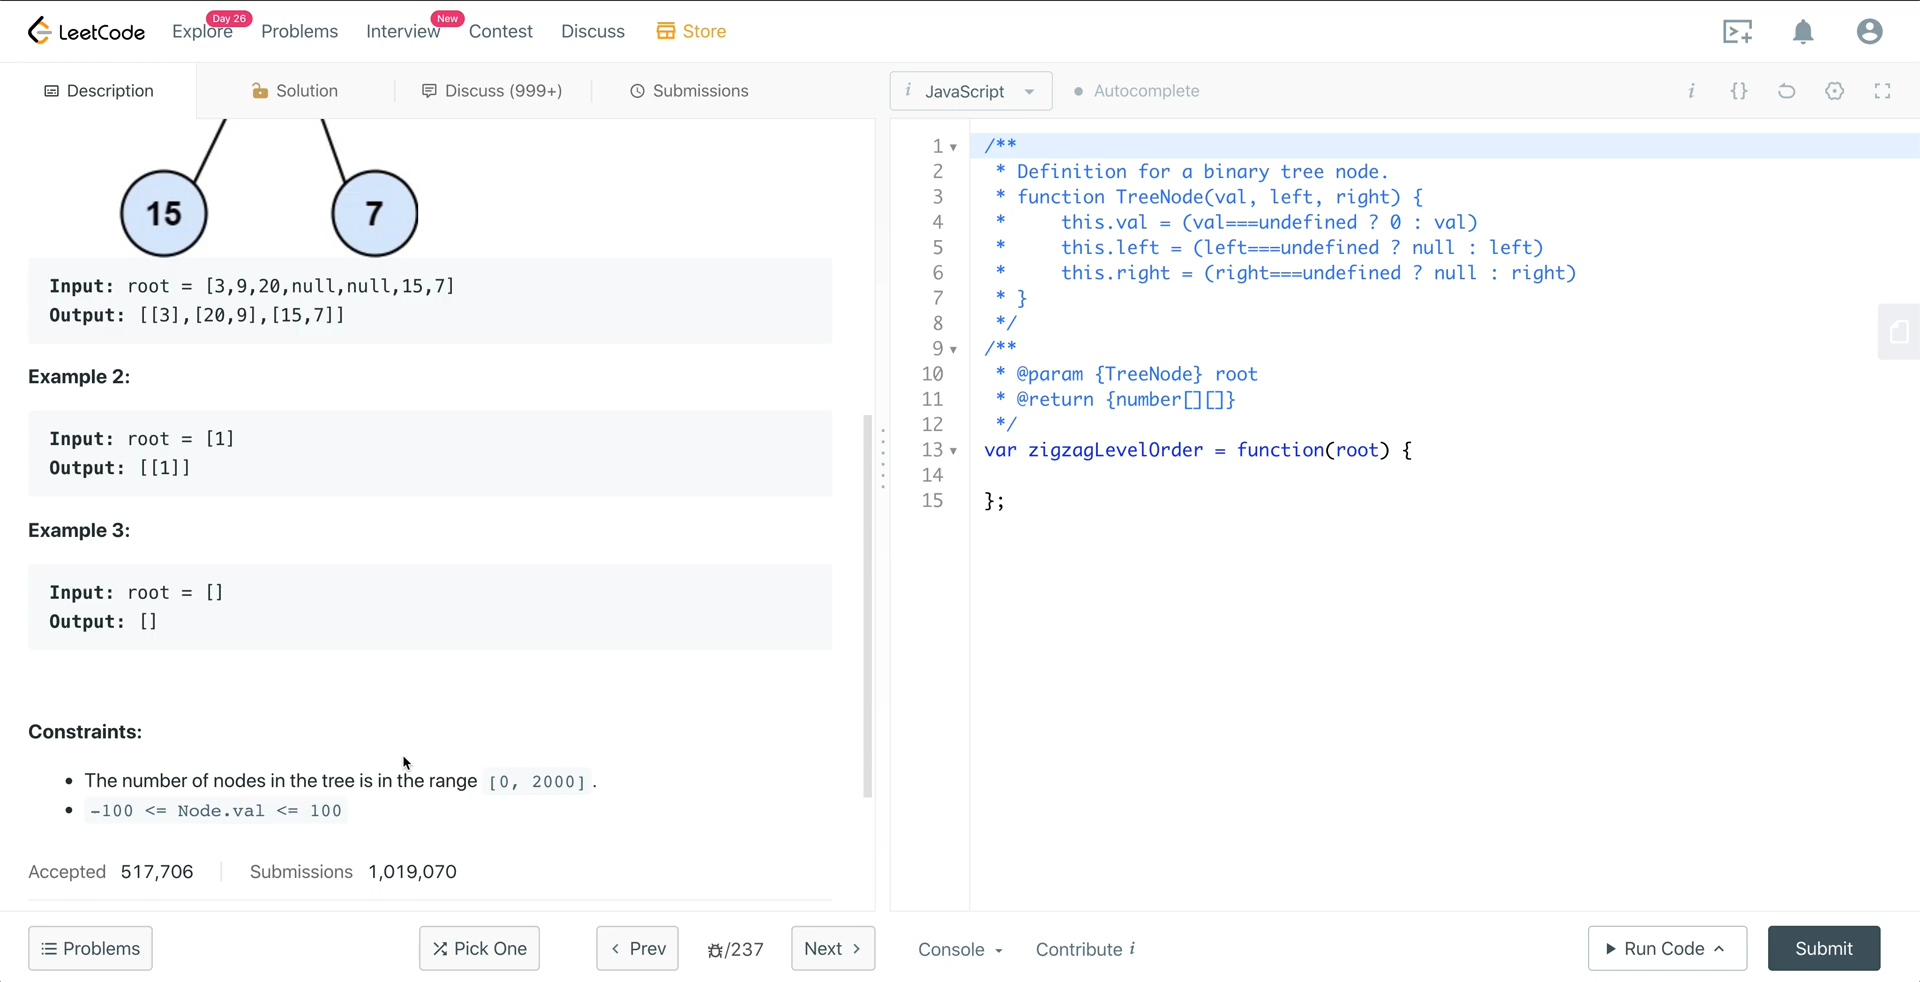 LeetCode
Explore
Day 26
Problems
Interview
New
Contest
Discuss
Store
Description
Solution
Discuss (999+)
Submissions
15
7
Input: root = [3,9,20,null,null,15,7]
Output: [[3],[20,9],[15,7]]
Example 2:
Input: root = [1]
Output: [[1]]
Example 3:
Input: root = []
Output: []
Constraints:
• The number of nodes in the tree is in the range [0, 2000].
• -100 <= Node.val <= 100
Accepted 517,706 Submissions 1,019,070
Problems
Pick One
< Prev
/237
Next >
i JavaScript
Autocomplete
i {}
1 /**
2  * Definition for a binary tree node.
3  * function TreeNode(val, left, right) {
4  *     this.val = (val===undefined ? 0 : val)
5  *     this.left = (left===undefined ? null : left)
6  *     this.right = (right===undefined ? null : right)
7  * }
8  */
9 /**
10  * @param {TreeNode} root
11  * @return {number[][]}
12  */
13 var zigzagLevelOrder = function(root) {
14
15 };
Console
Contribute i
Run Code
Submit